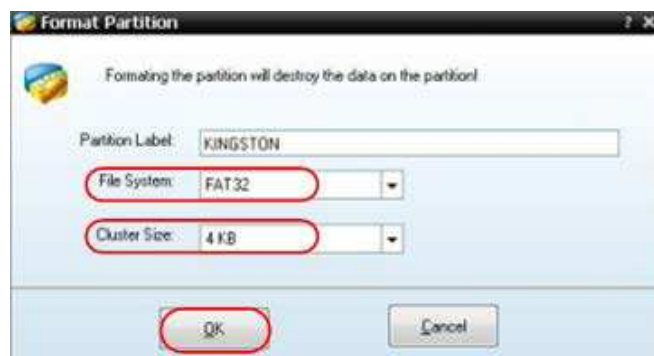 Format Partition ? X
Formating the partition will destroy the data on the partition!
Partition Label: KINGSTON
File System: FAT32
Cluster Size: 4 KB
OK Cancel